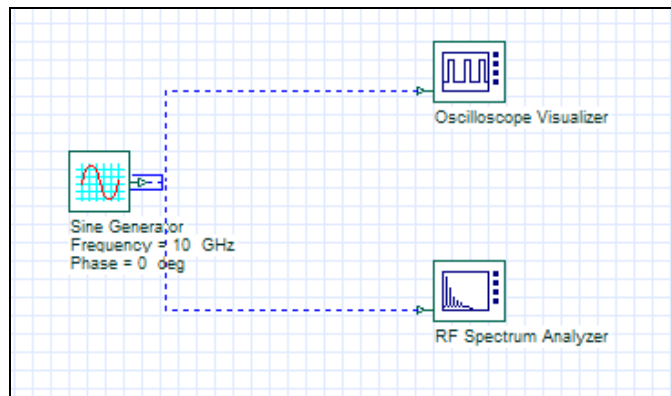 Oscilloscope Visualizer
Sine Generator
Frequency = 10 GHz
Phase = 0 deg
RF Spectrum Analyzer